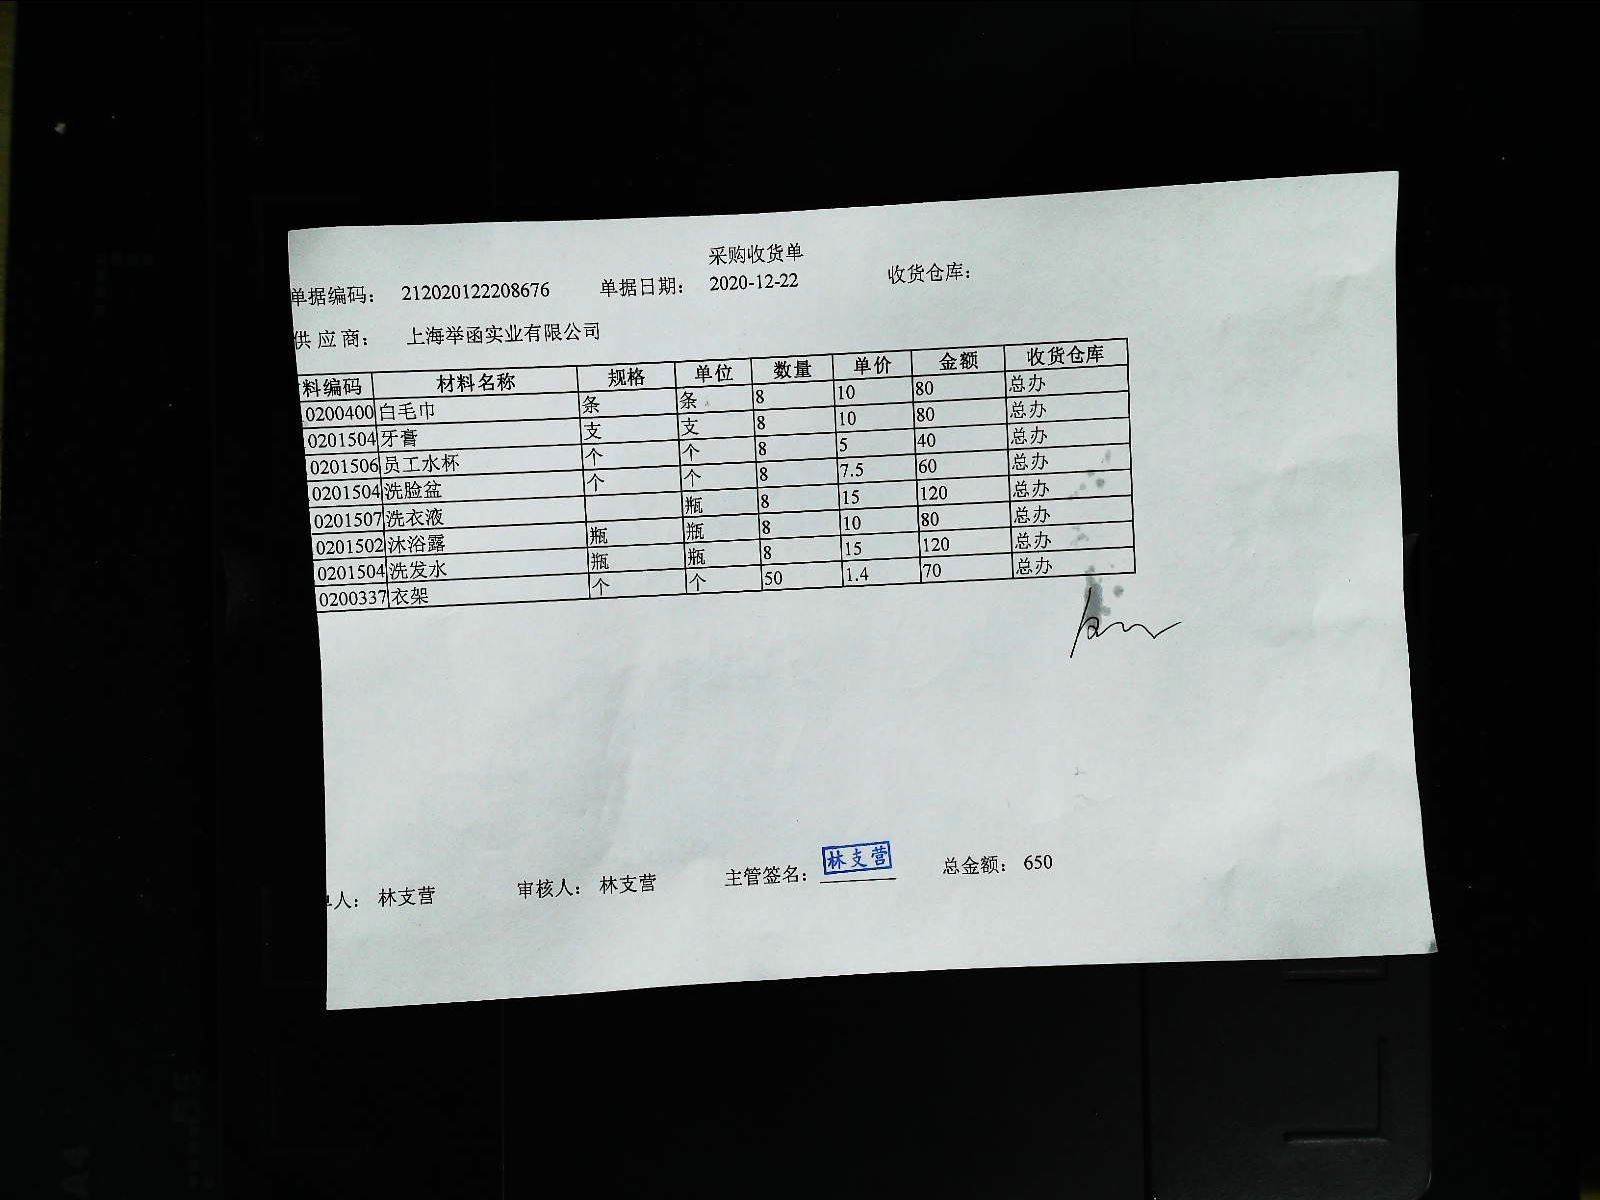 采购收货单
单据编码： 212020122208676 单据日期： 2020-12-22 收货仓库：
供 应 商： 上海举函实业有限公司
料编码 材料名称 规格 单位 数量 单价 金额 收货仓库
0200400 白毛巾 条 条 8 10 80 总办
0201504 牙膏 支 支 8 10 80 总办
0201506 员工水杯 个 个 8 5 40 总办
0201504 洗脸盆 个 个 8 7.5 60 总办
0201507 洗衣液 瓶 8 15 120 总办
0201502 沐浴露 瓶 瓶 8 10 80 总办
0201504 洗发水 瓶 瓶 8 15 120 总办
0200337 衣架 个 个 50 1.4 70 总办
人： 林支营 审核人： 林支营 主管签名： 林支营 总金额： 650